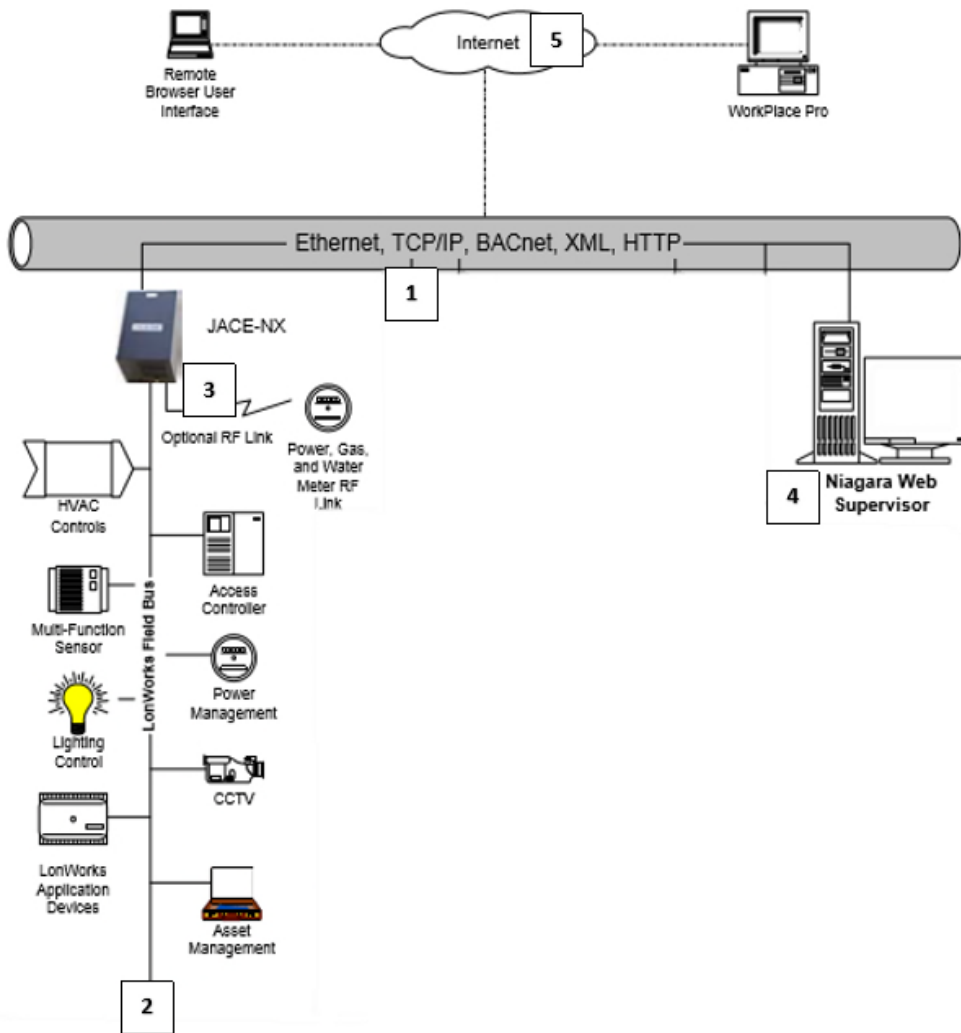 Internet
5
Remote
Browser User
Interface
WorkPlace Pro
Ethernet, TCP/IP, BACnet, XML, HTTP
1
JACE-NX
3
Optional RF Link
Power, Gas,
and Water
Meter RF
Link
4
Niagara Web
Supervisor
HVAC
Controls
Access
Controller
Multi-Function
Sensor
LonWorks Field Bus
Power
Management
Lighting
Control
CCTV
LonWorks
Application
Devices
Asset
Management
2